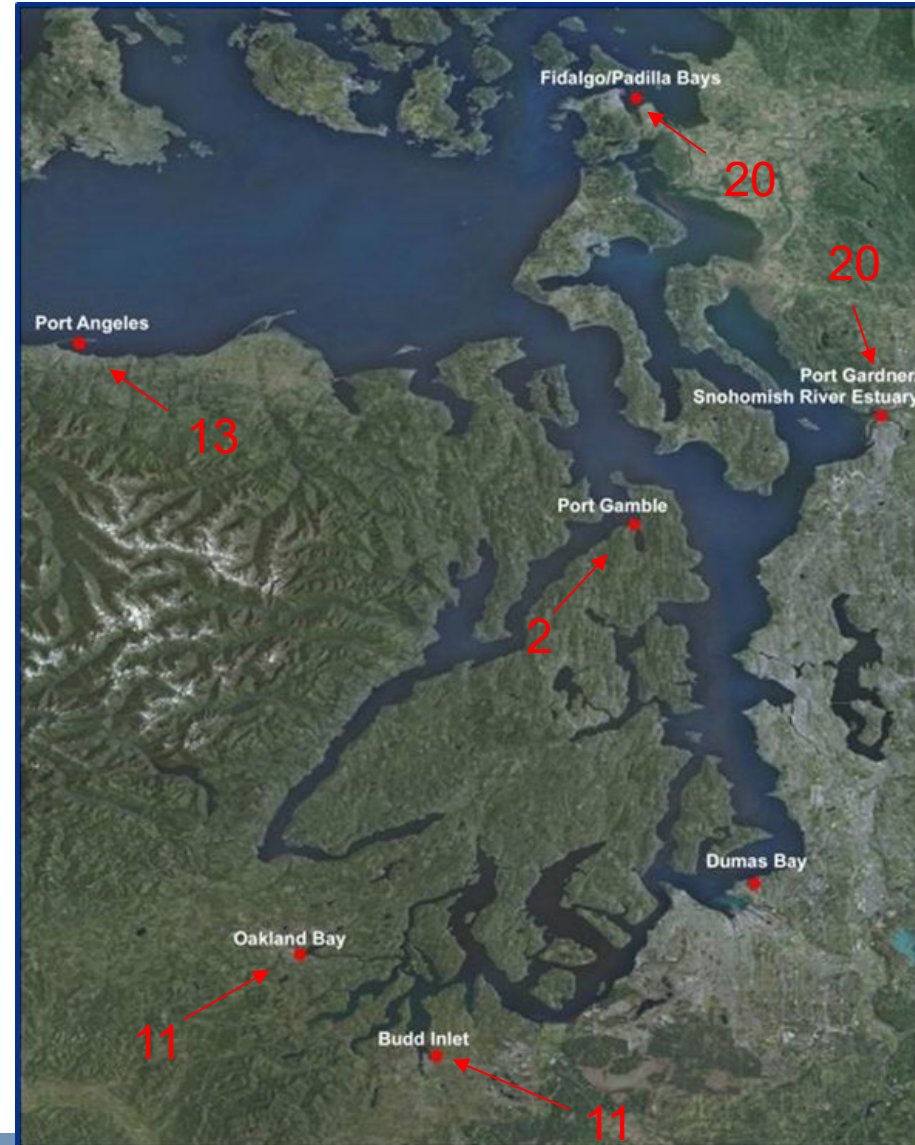 Fidalgo/Padilla Bays
20
20
Port Angeles
Port Gardner
Snohomish River Estuary
13
Port Gamble
2
Dumas Bay
Oakland Bay
11
Budd Inlet
11